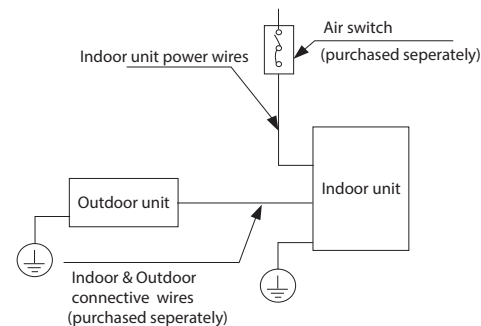 Air switch
(purchased seperately)
Indoor unit power wires
Outdoor unit
Indoor unit
Indoor & Outdoor
connective wires
(purchased seperately)